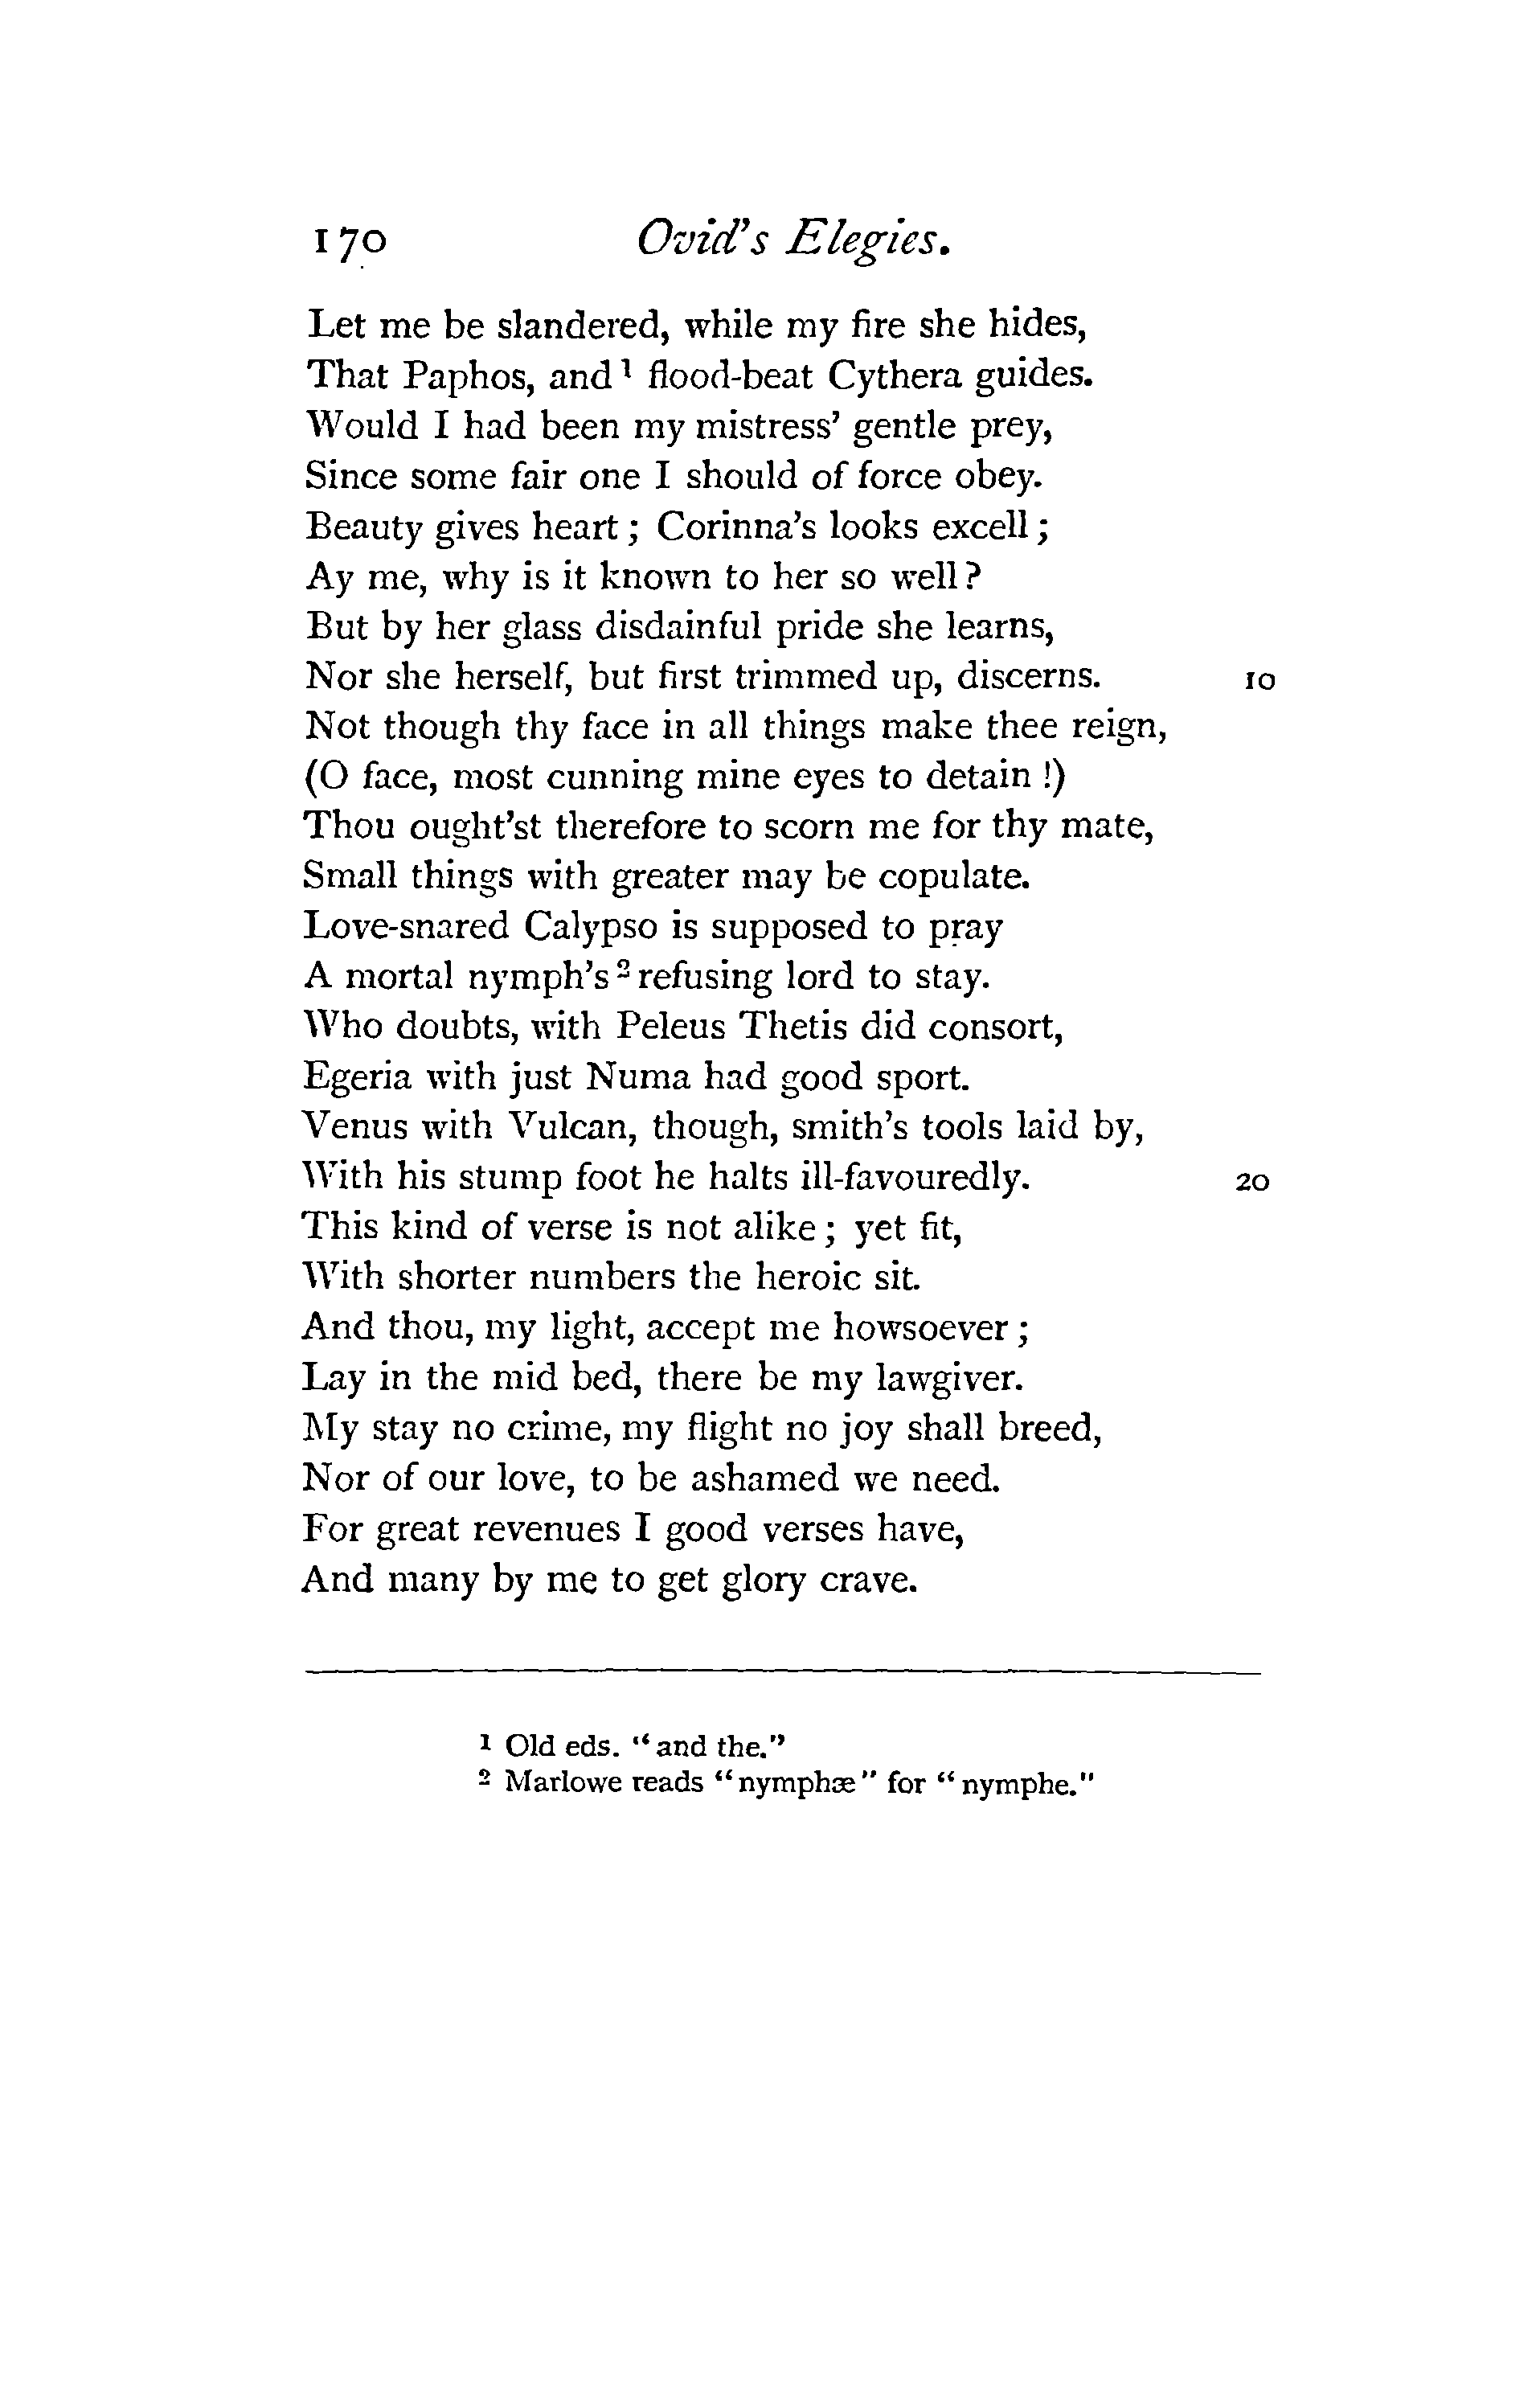 170 Ovid's Elegies.
Let me be slandered, while my fire she hides,
That Paphos, and ¹ flood-beat Cythera guides.
Would I had been my mistress' gentle prey,
Since some fair one I should of force obey.
Beauty gives heart ; Corinna's looks excell ;
Ay me, why is it known to her so well ?
But by her glass disdainful pride she learns,
Nor she herself, but first trimmed up, discerns. 10
Not though thy face in all things make thee reign,
(O face, most cunning mine eyes to detain !)
Thou ought'st therefore to scorn me for thy mate,
Small things with greater may be copulate.
Love-snared Calypso is supposed to pray
A mortal nymph's ² refusing lord to stay.
Who doubts, with Peleus Thetis did consort,
Egeria with just Numa had good sport.
Venus with Vulcan, though, smith's tools laid by,
With his stump foot he halts ill-favouredly. 20
This kind of verse is not alike ; yet fit,
With shorter numbers the heroic sit.
And thou, my light, accept me howsoever ;
Lay in the mid bed, there be my lawgiver.
My stay no crime, my flight no joy shall breed,
Nor of our love, to be ashamed we need.
For great revenues I good verses have,
And many by me to get glory crave.
¹ Old eds. "and the."
² Marlowe reads "nymphæ" for "nymphe."